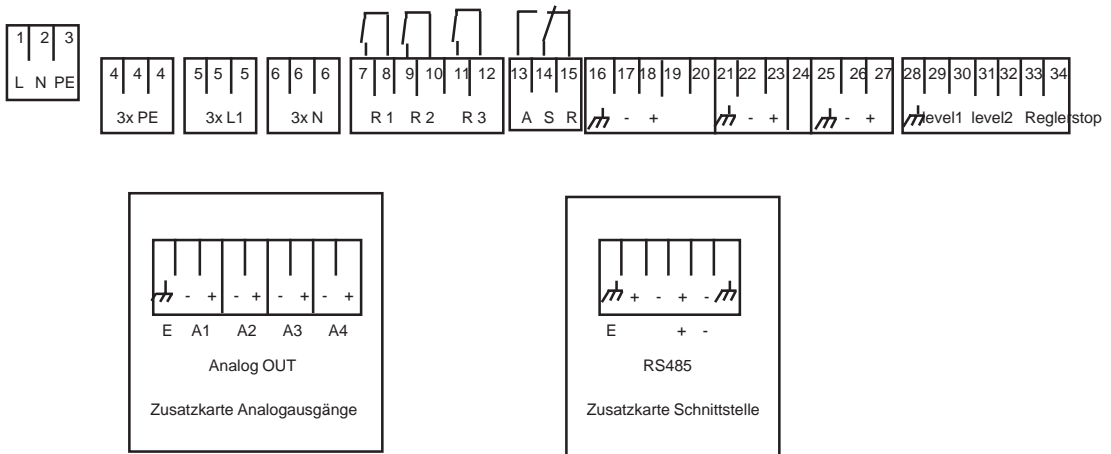 1 2 3
L N PE
4 4 4
3x PE
5 5 5
3x L1
6 6 6
3x N
7 8 9 10 11 12
R 1 R 2 R 3
13 14 15
A S R
16 17 18 19 20 21 22 23 24 25 26 27
- + - + - +
28 29 30 31 32 33 34
level1 level2 Reglerstop
- + - + - + - +
E A1 A2 A3 A4
Analog OUT
Zusatzkarte Analogausgänge
+ - + -
E + -
RS485
Zusatzkarte Schnittstelle